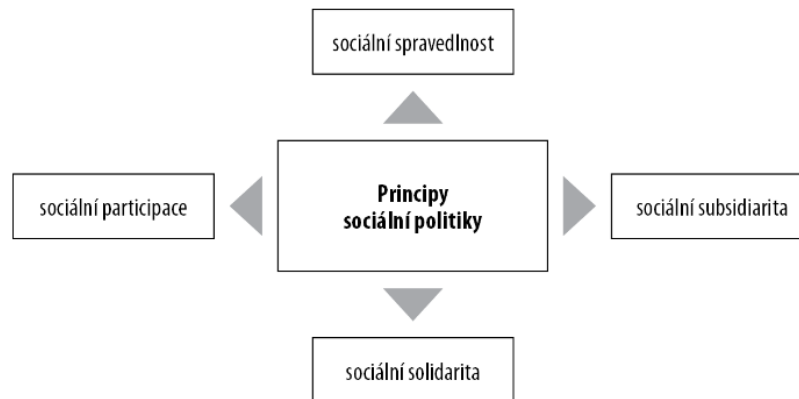 sociální spravedlnost
sociální participace
Principy
sociální politiky
sociální subsidiarita
sociální solidarita